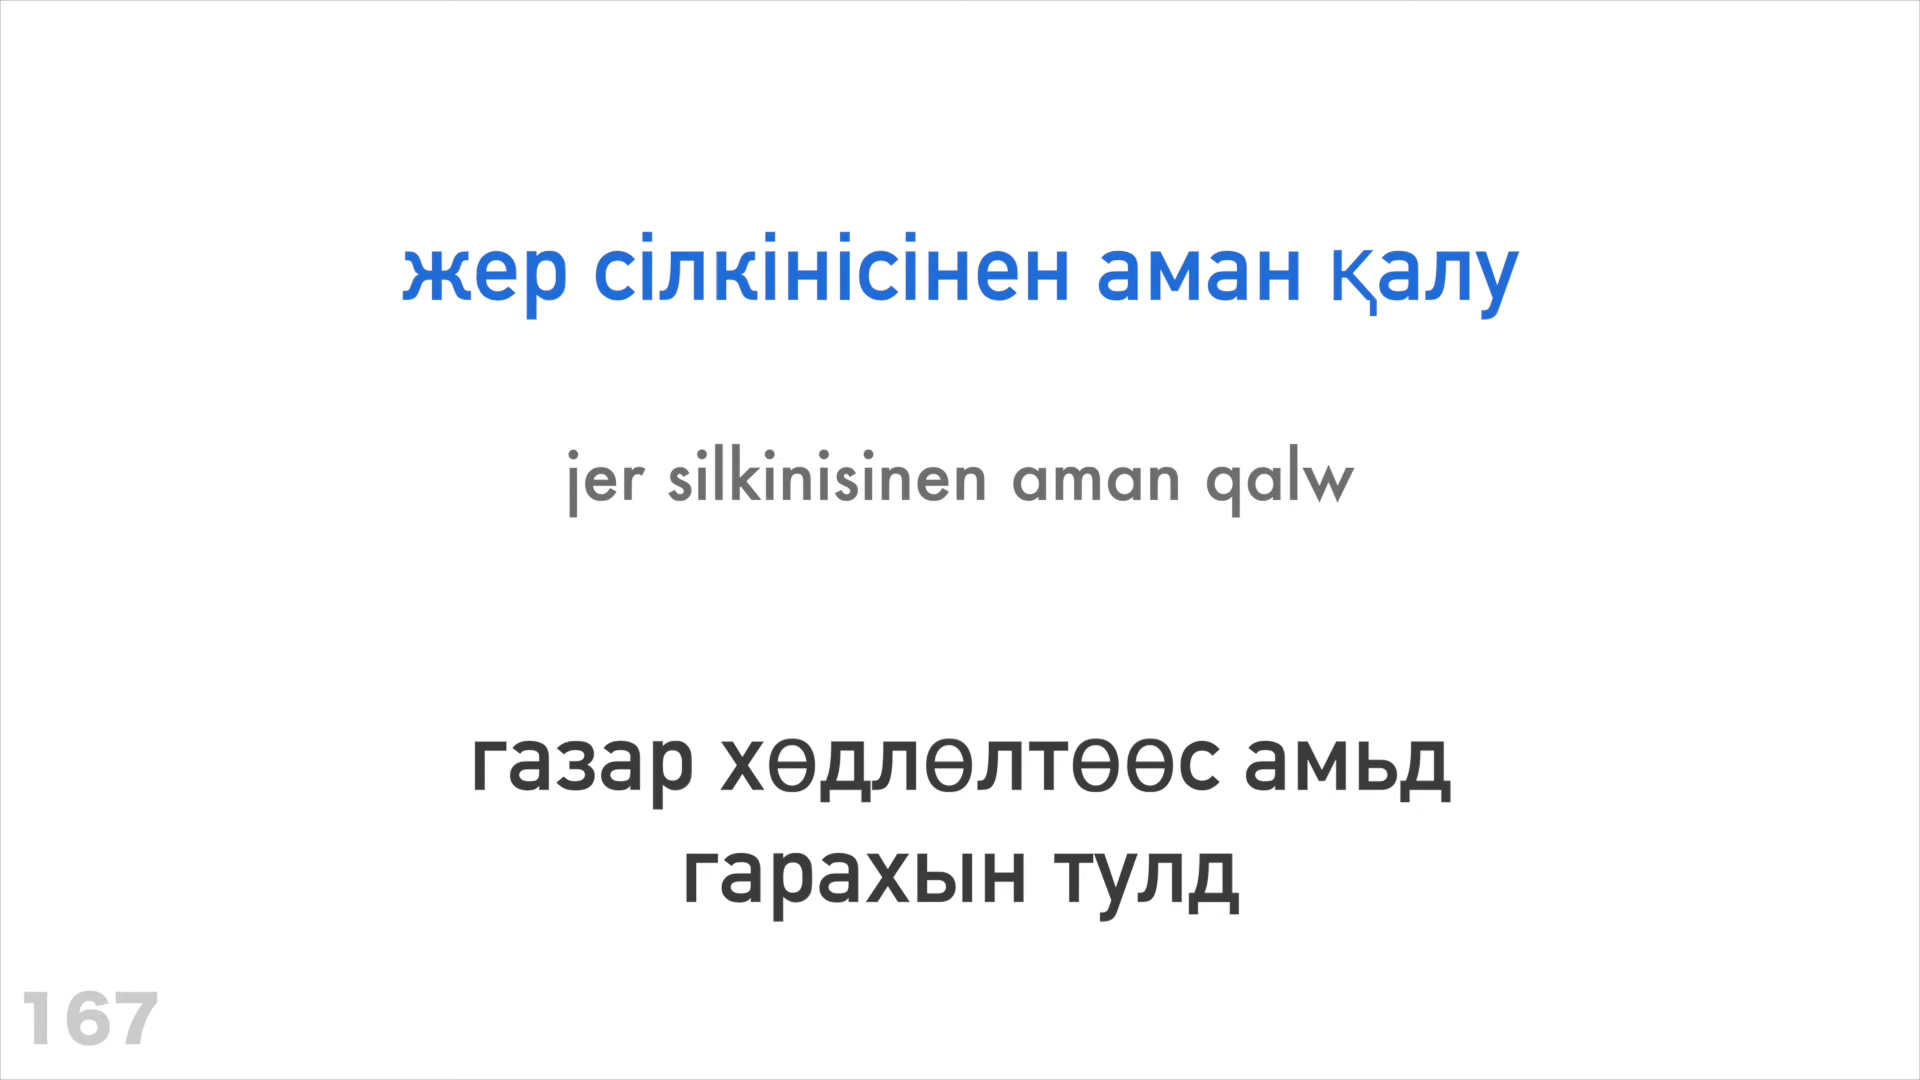 жер сілкінісінен аман қалу
jer silkinisinen aman qalw
газар хөдлөлтөөс амьд
гарахын тулд
167